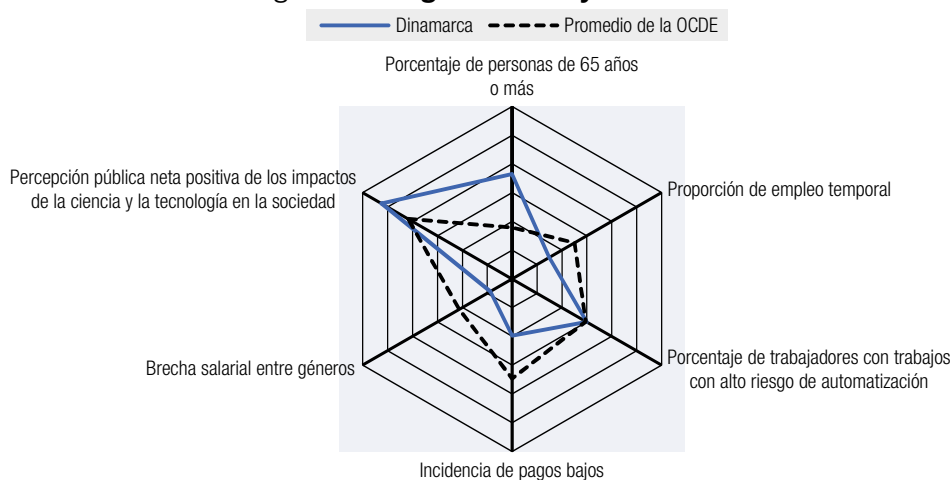 Dinamarca
Promedio de la OCDE
Porcentaje de personas de 65 años
o más
Percepción pública neta positiva de los impactos
de la ciencia y la tecnología en la sociedad
Proporción de empleo temporal
Brecha salarial entre géneros
Porcentaje de trabajadores con trabajos
con alto riesgo de automatización
Incidencia de pagos bajos